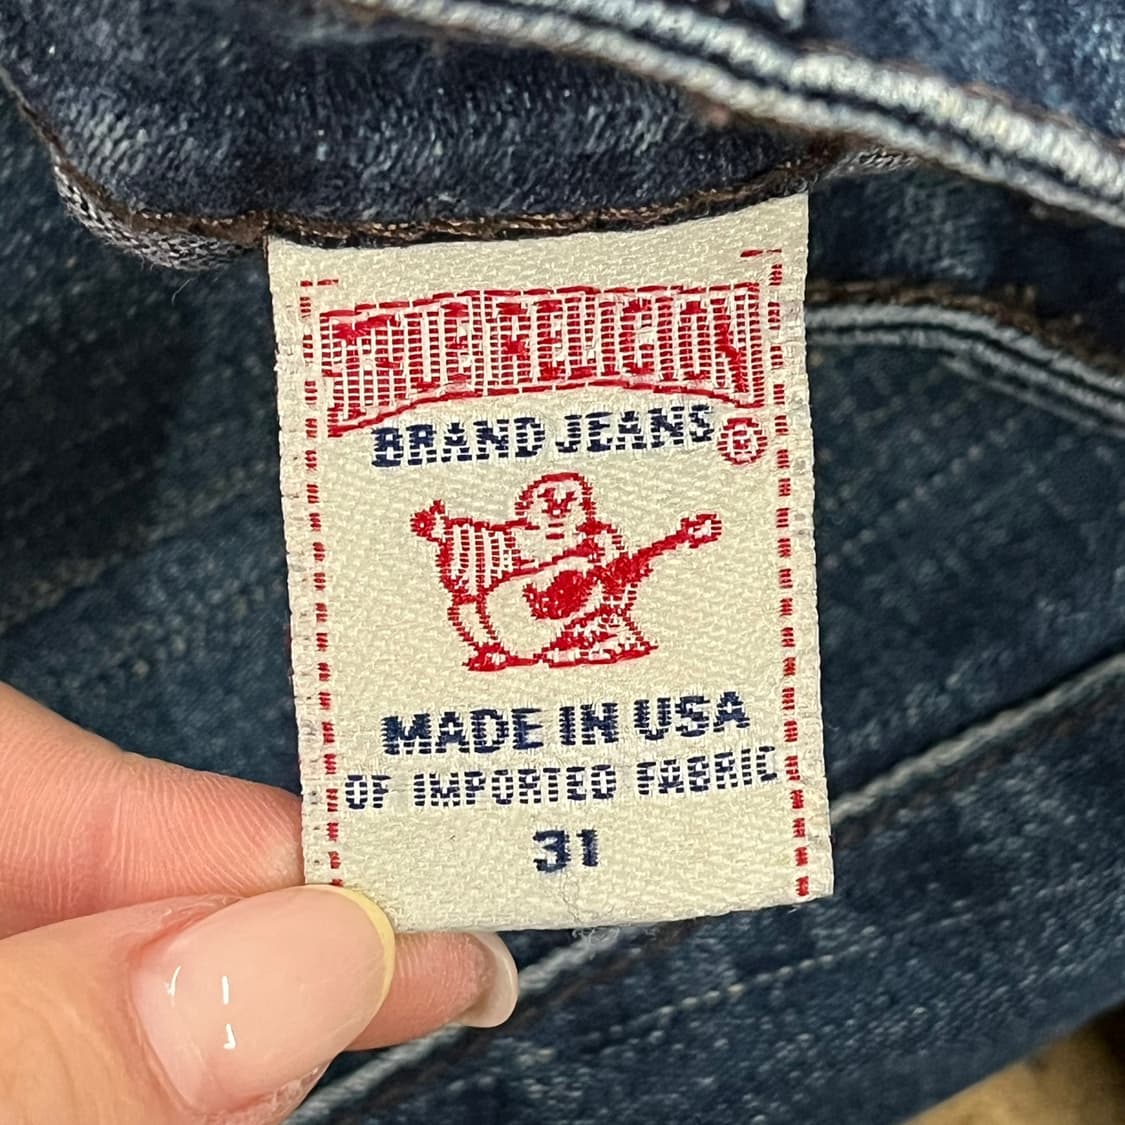 TRUE RELIGION
BRAND JEANS ®
MADE IN USA
OF IMPORTED FABRIC
31